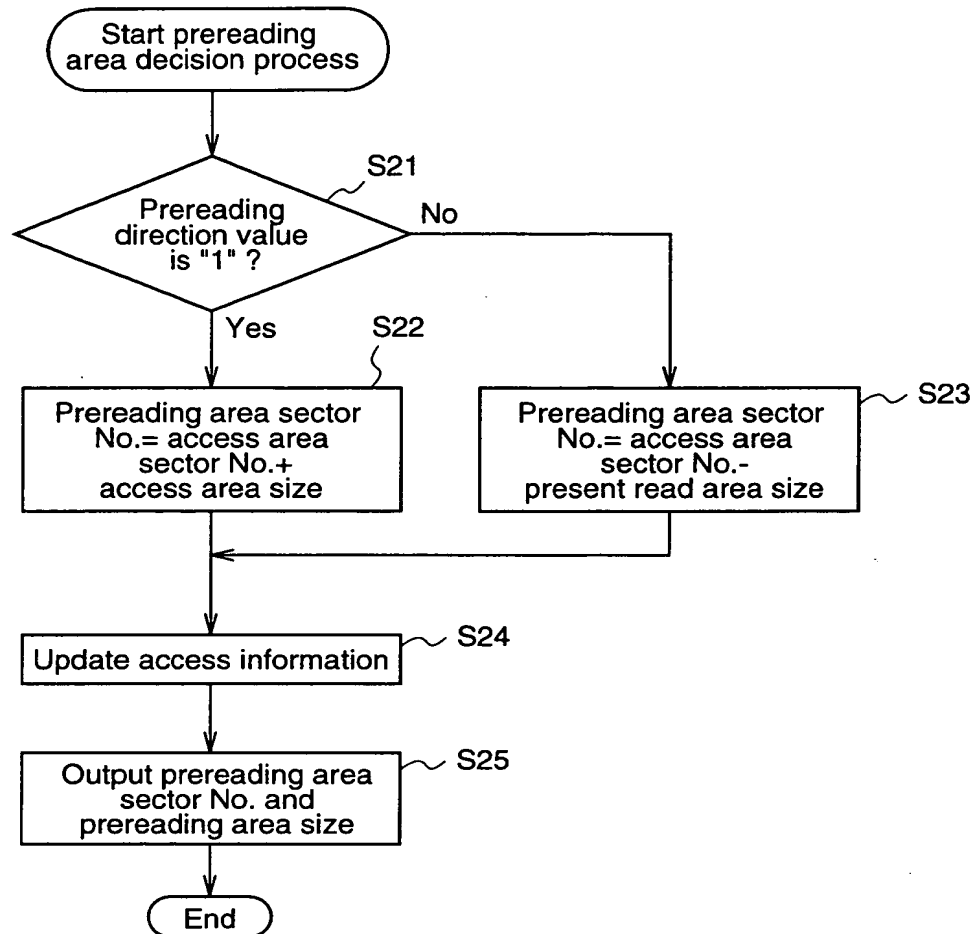 Start prereading
area decision process
S21
Prereading
direction value
is "1" ?
No
Yes
S22
Prereading area sector
No.= access area
sector No.+
access area size
S23
Prereading area sector
No.= access area
sector No.-
present read area size
S24
Update access information
S25
Output prereading area
sector No. and
prereading area size
End